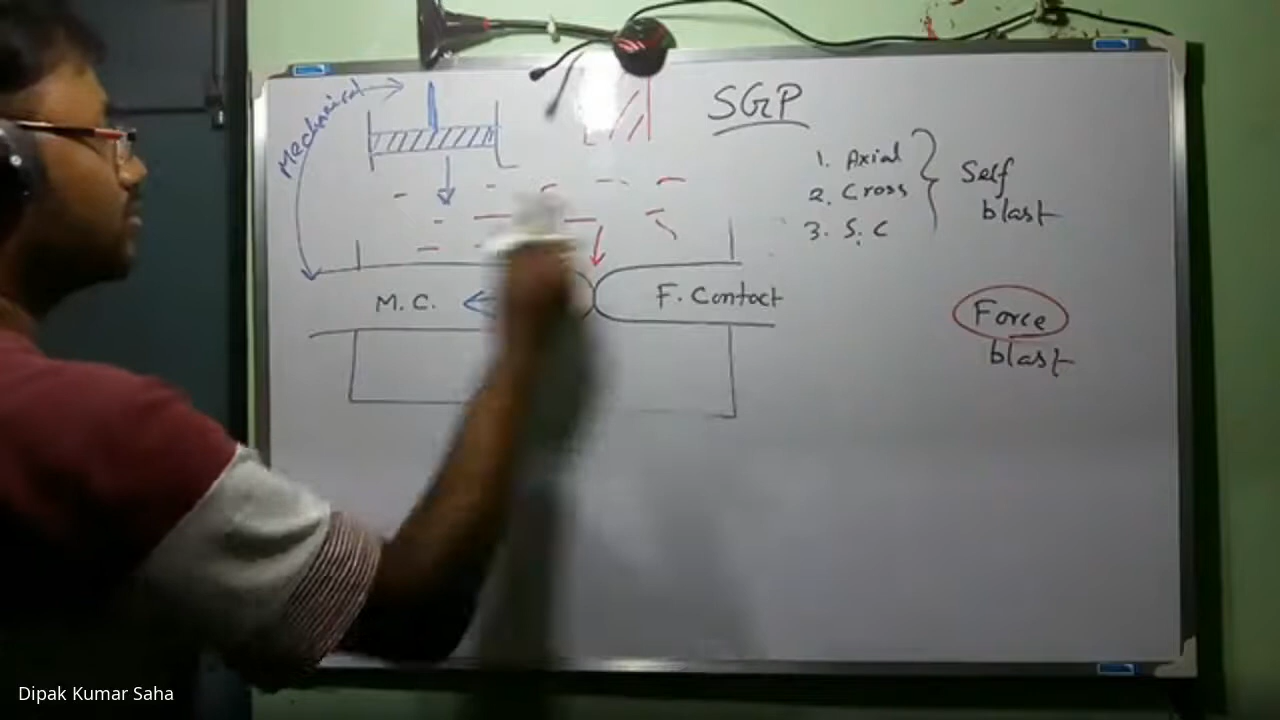 SGP
Mechanical
1. Axial
2. Cross
3. S. C
Self
blast
M. C.
F. Contact
Force
blast
Dipak Kumar Saha